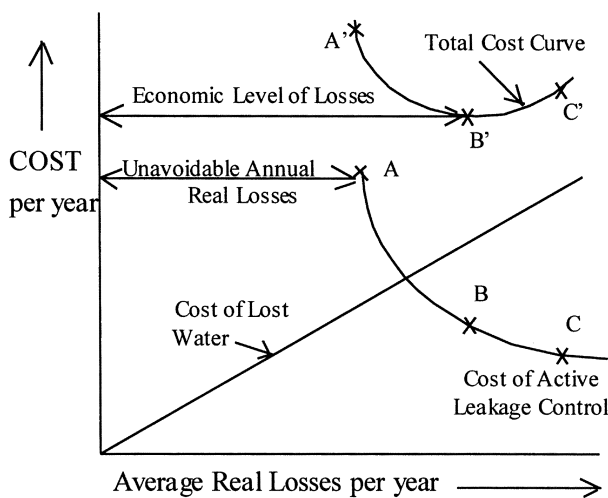 A'
Total Cost Curve
Economic Level of Losses
B'
C'
COST
per year
Unavoidable Annual
Real Losses
A
B
C
Cost of Lost
Water
Cost of Active
Leakage Control
Average Real Losses per year